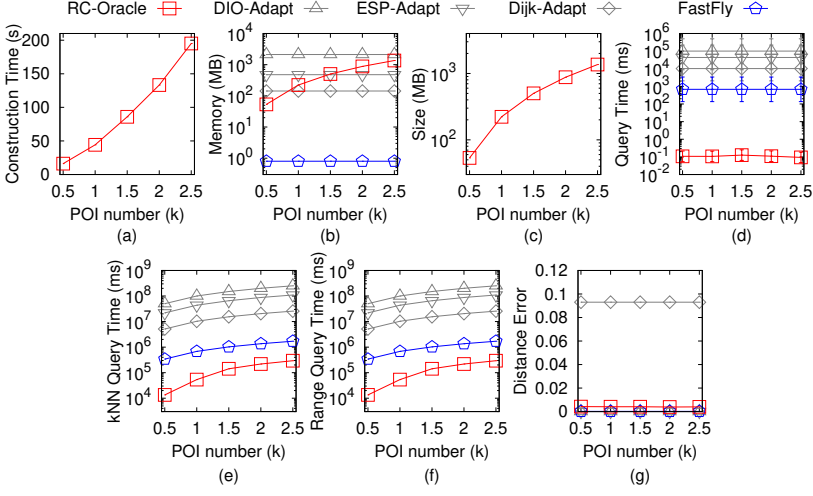 RC-Oracle DIO-Adapt ESP-Adapt Dijk-Adapt FastFly
Construction Time (s)
200
150
100
50
0
0.5 1 1.5 2 2.5
POI number (k)
(a)
Memory (MB)
10^4
10^3
10^2
10^1
10^0
0.5 1 1.5 2 2.5
POI number (k)
(b)
Size (MB)
10^3
10^2
0.5 1 1.5 2 2.5
POI number (k)
(c)
Query Time (ms)
10^6
10^5
10^4
10^3
10^2
10^1
10^0
10^-1
10^-2
0.5 1 1.5 2 2.5
POI number (k)
(d)
kNN Query Time (ms)
10^9
10^8
10^7
10^6
10^5
10^4
0.5 1 1.5 2 2.5
POI number (k)
(e)
Range Query Time (ms)
10^9
10^8
10^7
10^6
10^5
10^4
0.5 1 1.5 2 2.5
POI number (k)
(f)
Distance Error
0.12
0.1
0.08
0.06
0.04
0.02
0
0.5 1 1.5 2 2.5
POI number (k)
(g)